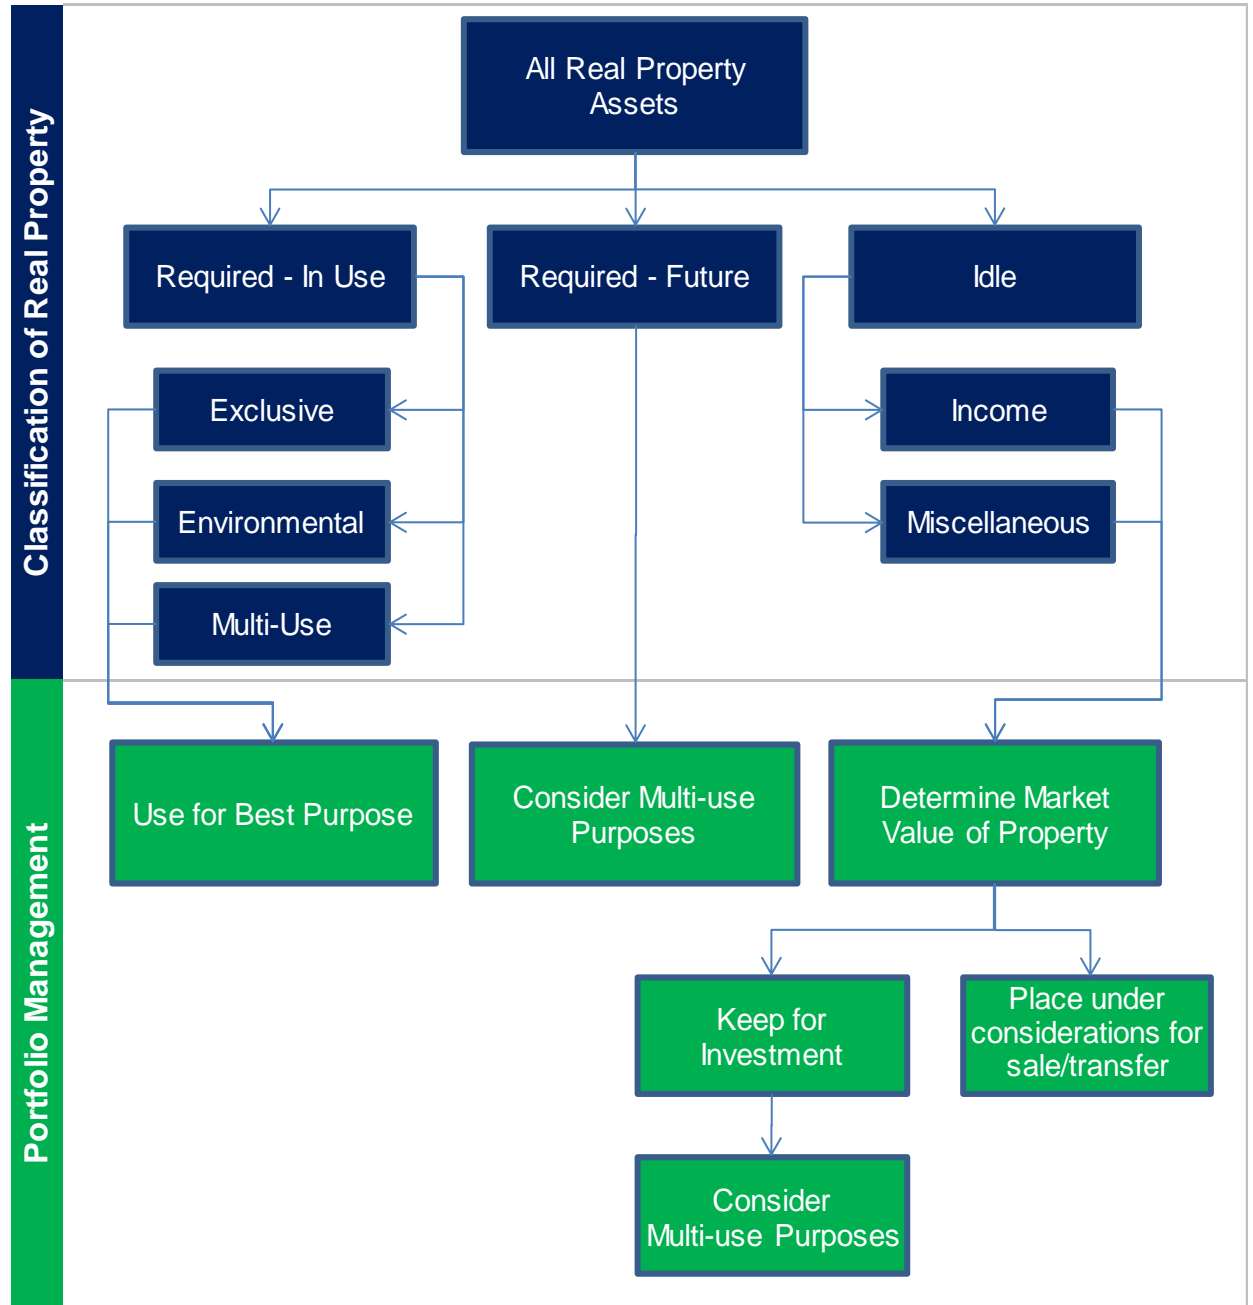 Classification of Real Property
All Real Property
Assets
Required - In Use
Required - Future
Idle
Exclusive
Income
Environmental
Miscellaneous
Multi-Use
Portfolio Management
Use for Best Purpose
Consider Multi-use
Purposes
Determine Market
Value of Property
Keep for
Investment
Place under
considerations for
sale/transfer
Consider
Multi-use Purposes